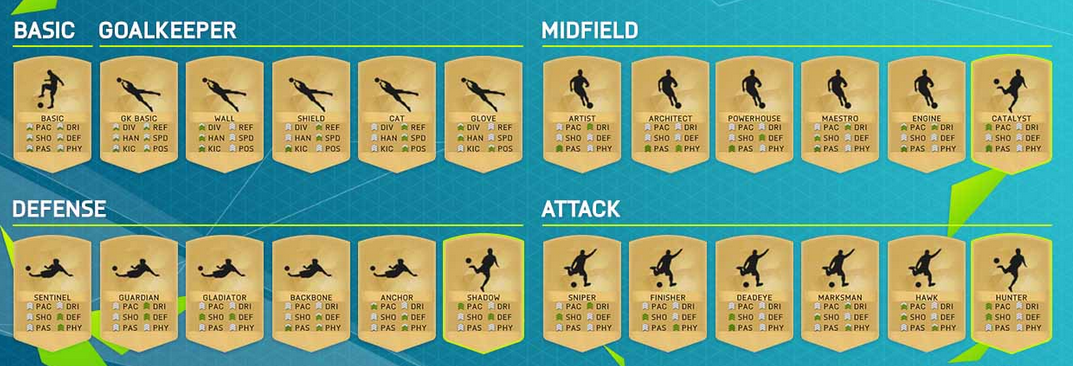 BASIC GOALKEEPER
BASIC
PAC DRI
SHO DEF
PAS PHY
GK BASIC
DIV REF
HAN SPD
KIC POS
WALL
DIV REF
HAN SPD
KIC POS
SHIELD
DIV REF
HAN SPD
KIC POS
CAT
DIV REF
HAN SPD
KIC POS
GLOVE
DIV REF
HAN SPD
KIC POS
MIDFIELD
ARTIST
PAC DRI
SHO DEF
PAS PHY
ARCHITECT
PAC DRI
SHO DEF
PAS PHY
POWERHOUSE
PAC DRI
SHO DEF
PAS PHY
MAESTRO
PAC DRI
SHO DEF
PAS PHY
ENGINE
PAC DRI
SHO DEF
PAS PHY
CATALYST
PAC DRI
SHO DEF
PAS PHY
DEFENSE
SENTINEL
PAC DRI
SHO DEF
PAS PHY
GUARDIAN
PAC DRI
SHO DEF
PAS PHY
GLADIATOR
PAC DRI
SHO DEF
PAS PHY
BACKBONE
PAC DRI
SHO DEF
PAS PHY
ANCHOR
PAC DRI
SHO DEF
PAS PHY
SHADOW
PAC DRI
SHO DEF
PAS PHY
ATTACK
SNIPER
PAC DRI
SHO DEF
PAS PHY
FINISHER
PAC DRI
SHO DEF
PAS PHY
DEADEYE
PAC DRI
SHO DEF
PAS PHY
MARKSMAN
PAC DRI
SHO DEF
PAS PHY
HAWK
PAC DRI
SHO DEF
PAS PHY
HUNTER
PAC DRI
SHO DEF
PAS PHY